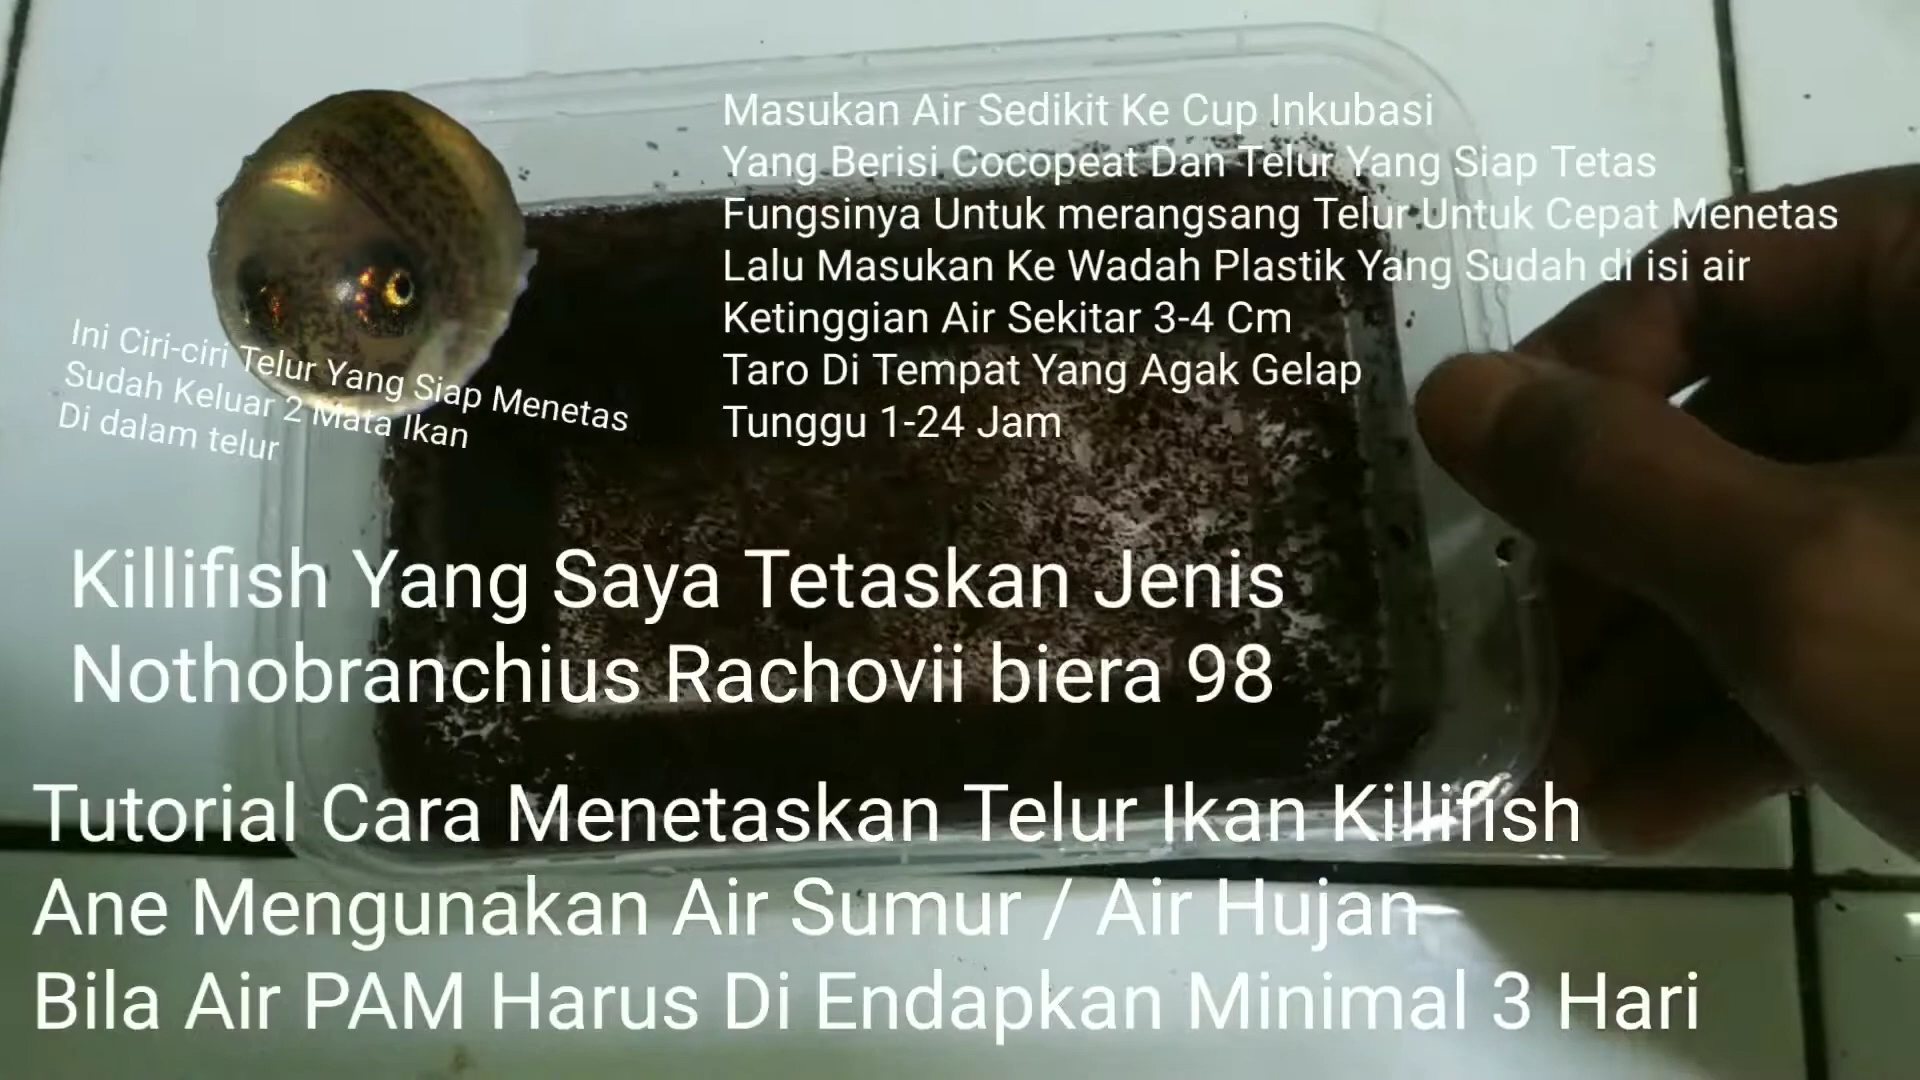 Masukan Air Sedikit Ke Cup Inkubasi
Yang Berisi Cocopeat Dan Telur Yang Siap Tetas
Fungsinya Untuk merangsang Telur Untuk Cepat Menetas
Lalu Masukan Ke Wadah Plastik Yang Sudah di isi air
Ketinggian Air Sekitar 3-4 Cm
Taro Di Tempat Yang Agak Gelap
Tunggu 1-24 Jam
Ini Ciri-ciri Telur Yang Siap Menetas
Sudah Keluar 2 Mata Ikan
Di dalam telur
Killifish Yang Saya Tetaskan Jenis
Nothobranchius Rachovii biera 98
Tutorial Cara Menetaskan Telur Ikan Killifish
Ane Mengunakan Air Sumur / Air Hujan
Bila Air PAM Harus Di Endapkan Minimal 3 Hari